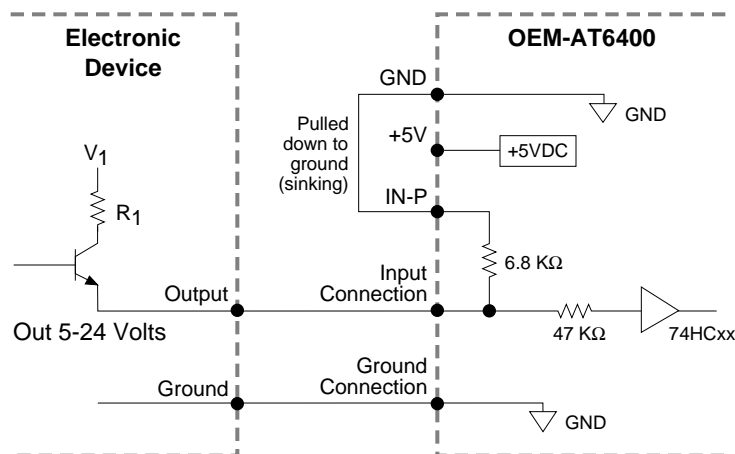 Electronic
Device
OEM-AT6400
GND
GND
Pulled
down to
ground
(sinking)
+5V
+5VDC
V1
R1
IN-P
6.8 KΩ
Output
Input
Connection
Out 5-24 Volts
47 KΩ
74HCxx
Ground
Ground
Connection
GND